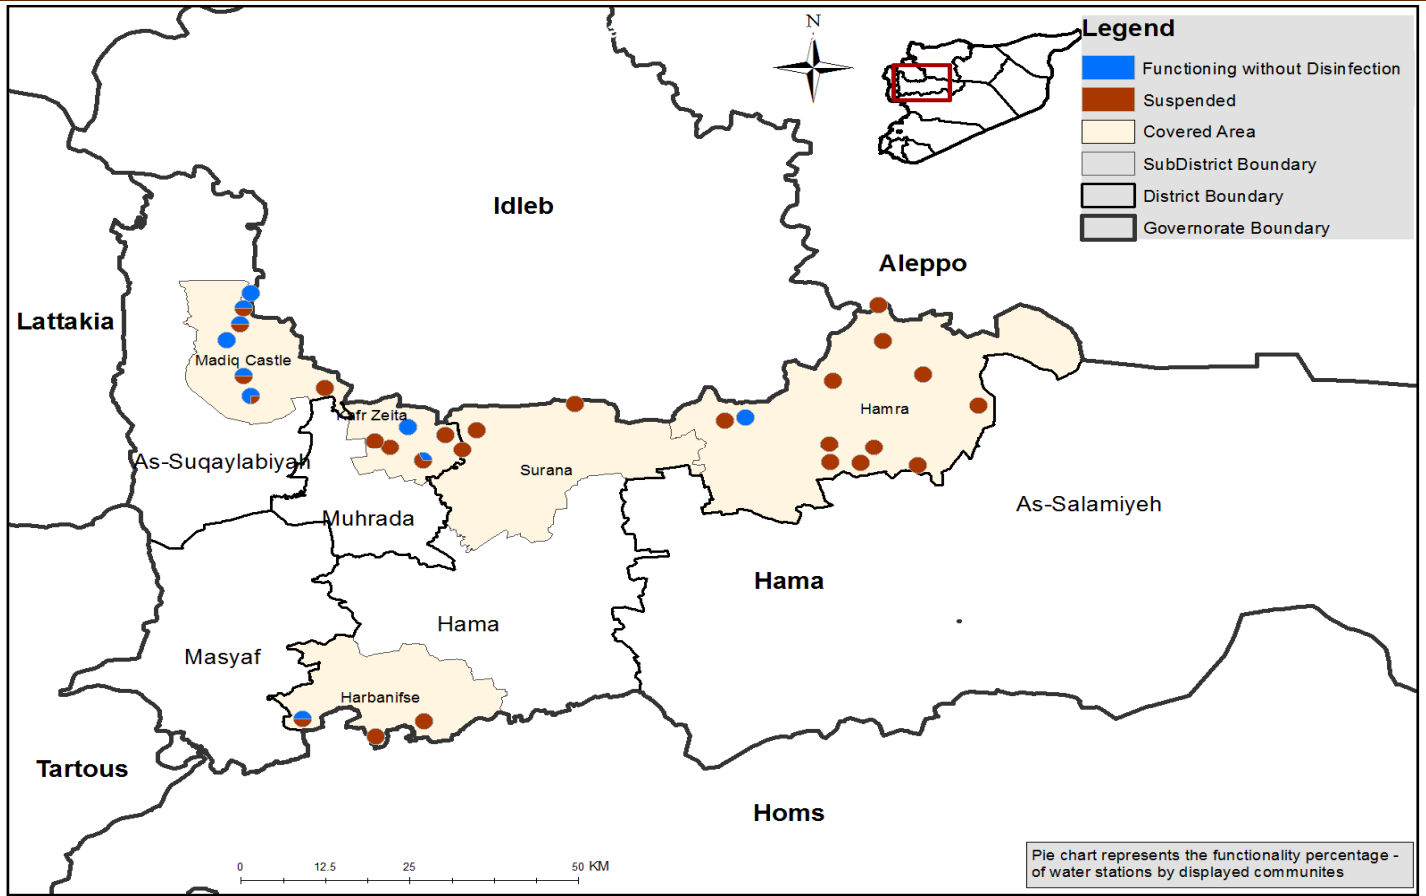 N
Legend
Functioning without Disinfection
Suspended
Covered Area
SubDistrict Boundary
District Boundary
Governorate Boundary
Idleb
Aleppo
Lattakia
Madiq Castle
Kafr Zeita
Hamra
As-Suqaylabiyah
Surana
As-Salamiyeh
Muhrada
Hama
Hama
Masyaf
Harbanifse
Tartous
Homs
0 12.5 25 50 KM
Pie chart represents the functionality percentage -
of water stations by displayed communites